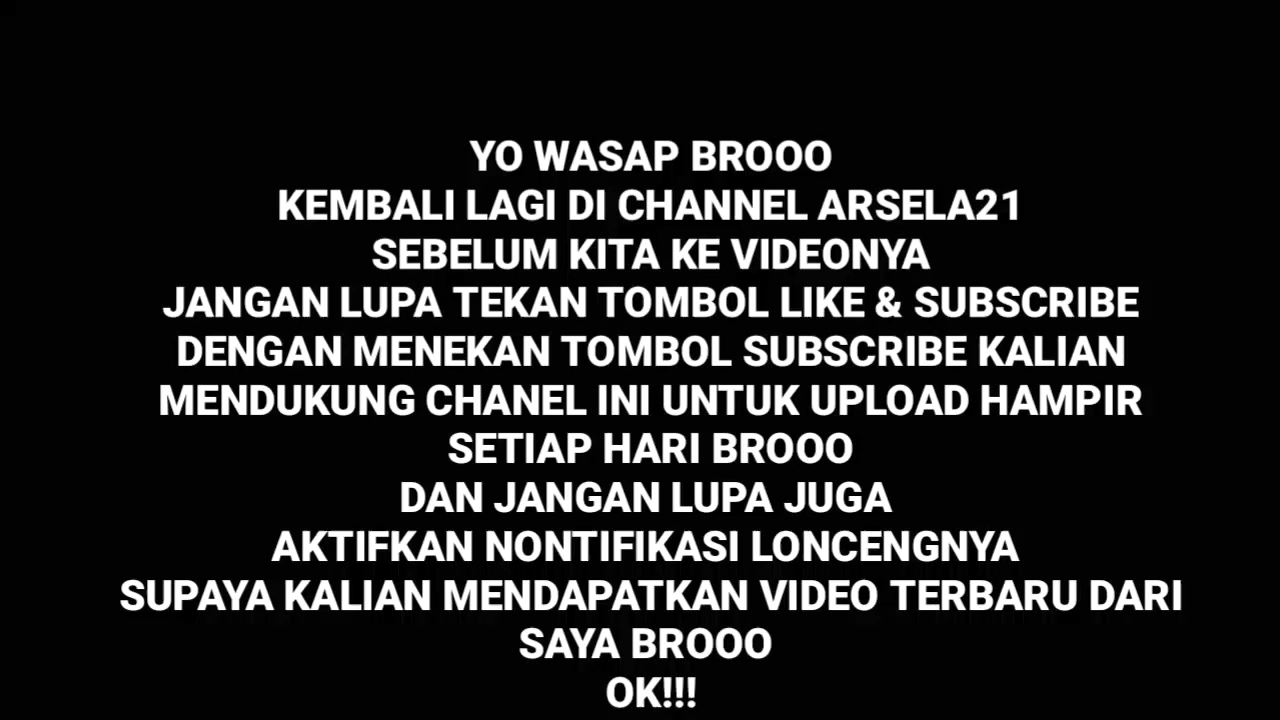 YO WASAP BROOO
KEMBALI LAGI DI CHANNEL ARSELA21
SEBELUM KITA KE VIDEONYA
JANGAN LUPA TEKAN TOMBOL LIKE & SUBSCRIBE
DENGAN MENEKAN TOMBOL SUBSCRIBE KALIAN
MENDUKUNG CHANEL INI UNTUK UPLOAD HAMPIR
SETIAP HARI BROOO
DAN JANGAN LUPA JUGA
AKTIFKAN NONTIFIKASI LONCENGNYA
SUPAYA KALIAN MENDAPATKAN VIDEO TERBARU DARI
SAYA BROOO
OK!!!